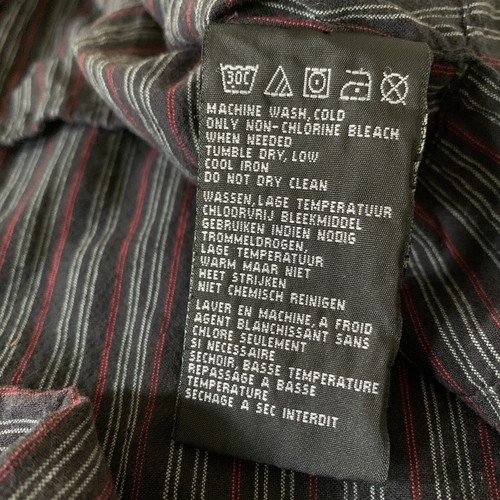 30C
MACHINE WASH, COLD
ONLY NON-CHLORINE BLEACH
WHEN NEEDED
TUMBLE DRY, LOW
COOL IRON
DO NOT DRY CLEAN
WASSEN, LAGE TEMPERATUUR
CHLOORVRIJ BLEEKMIDDEL
GEBRUIKEN INDIEN NODIG
TROMMELDROGEN,
LAGE TEMPERATUUR
WARM MAAR NIET
HEET STRIJKEN
NIET CHEMISCH REINIGEN
LAVER EN MACHINE, A FROID
AGENT BLANCHISSANT SANS
CHLORE SEULEMENT
SI NECESSAIRE
SECHOIR, BASSE TEMPERATURE
REPASSAGE A BASSE
TEMPERATURE
SECHAGE A SEC INTERDIT